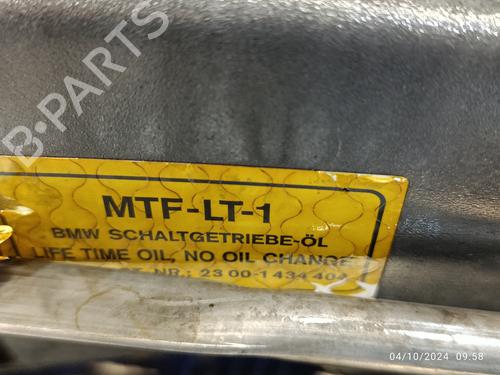 B-PARTS
MTF-LT-1
BMW SCHALTGETRIEBE-ÖL
LIFE TIME OIL, NO OIL CHANGE
NR.: 23 00-1 434 404
04/10/2024 09:58